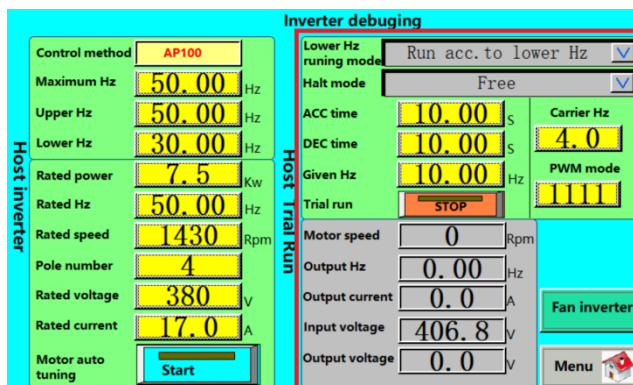 Inverter debuging
Host inverter
Control method AP100
Maximum Hz 50.00 Hz
Upper Hz 50.00 Hz
Lower Hz 30.00 Hz
Rated power 7.5 Kw
Rated Hz 50.00 Hz
Rated speed 1430 Rpm
Pole number 4
Rated voltage 380 V
Rated current 17.0 A
Motor auto
tuning
Start
Host Trial Run
Lower Hz
runing mode
Run acc. to lower Hz
Halt mode Free
ACC time 10.00 S
DEC time 10.00 S
Given Hz 10.00 Hz
Trial run STOP
Carrier Hz
4.0
PWM mode
1111
Motor speed 0 Rpm
Output Hz 0.00 Hz
Output current 0.0 A
Input voltage 406.8 V
Output voltage 0.0 V
Fan inverter
Menu